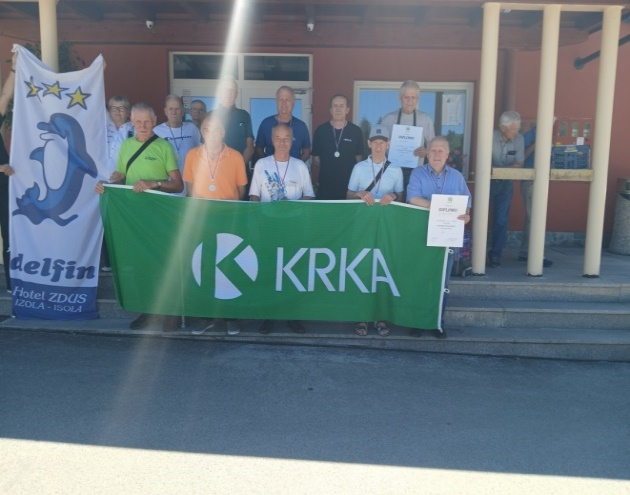 delfin
Hotel ZDUS
IZOLA - ISOLA
KRKA